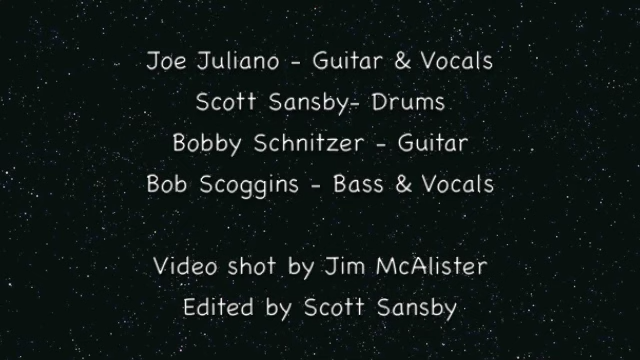 Joe Juliano - Guitar & Vocals
Scott Sansby- Drums
Bobby Schnitzer - Guitar
Bob Scoggins - Bass & Vocals
Video shot by Jim McAlister
Edited by Scott Sansby